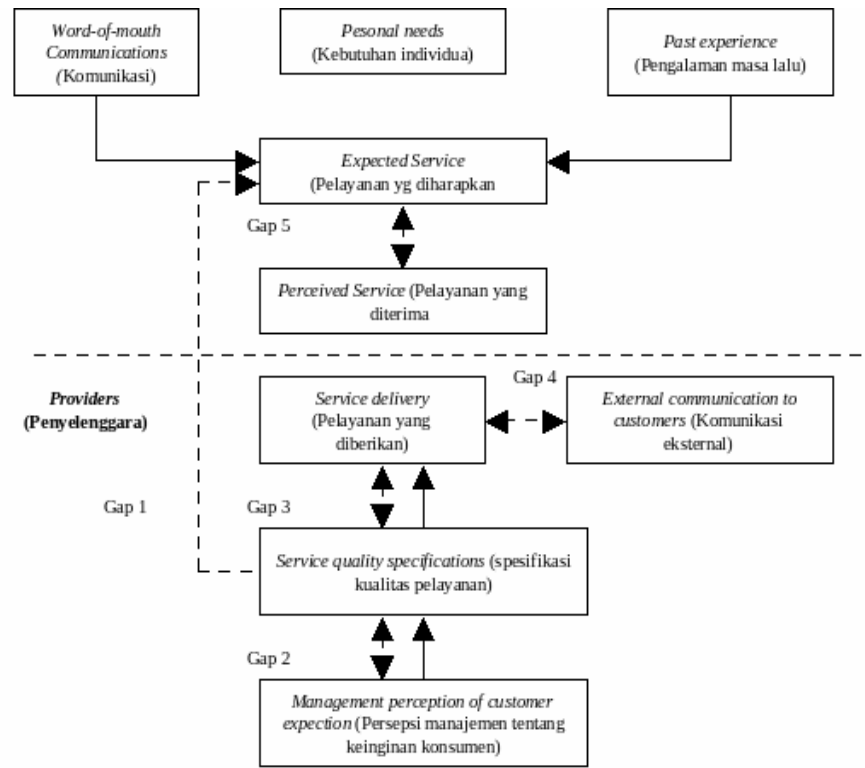 Word-of-mouth
Communications
(Komunikasi)
Pesonal needs
(Kebutuhan individua)
Past experience
(Pengalaman masa lalu)
Expected Service
(Pelayanan yg diharapkan
Gap 5
Perceived Service (Pelayanan yang
diterima
Providers
(Penyelenggara)
Service delivery
(Pelayanan yang
diberikan)
Gap 4
External communication to
customers (Komunikasi
eksternal)
Gap 1
Gap 3
Service quality specifications (spesifikasi
kualitas pelayanan)
Gap 2
Management perception of customer
expection (Persepsi manajemen tentang
keinginan konsumen)